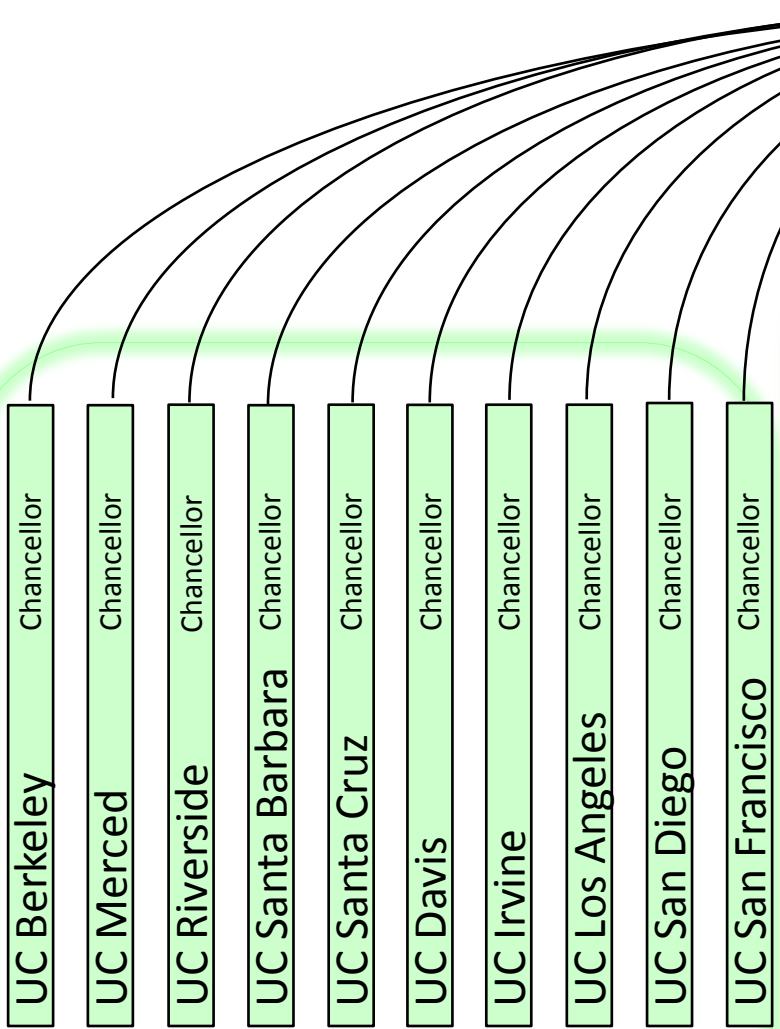 UC Berkeley Chancellor
UC Merced Chancellor
UC Riverside Chancellor
UC Santa Barbara Chancellor
UC Santa Cruz Chancellor
UC Davis Chancellor
UC Irvine Chancellor
UC Los Angeles Chancellor
UC San Diego Chancellor
UC San Francisco Chancellor